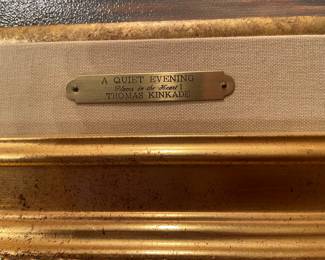 A QUIET EVENING
Places in the Heart I
THOMAS KINKADE